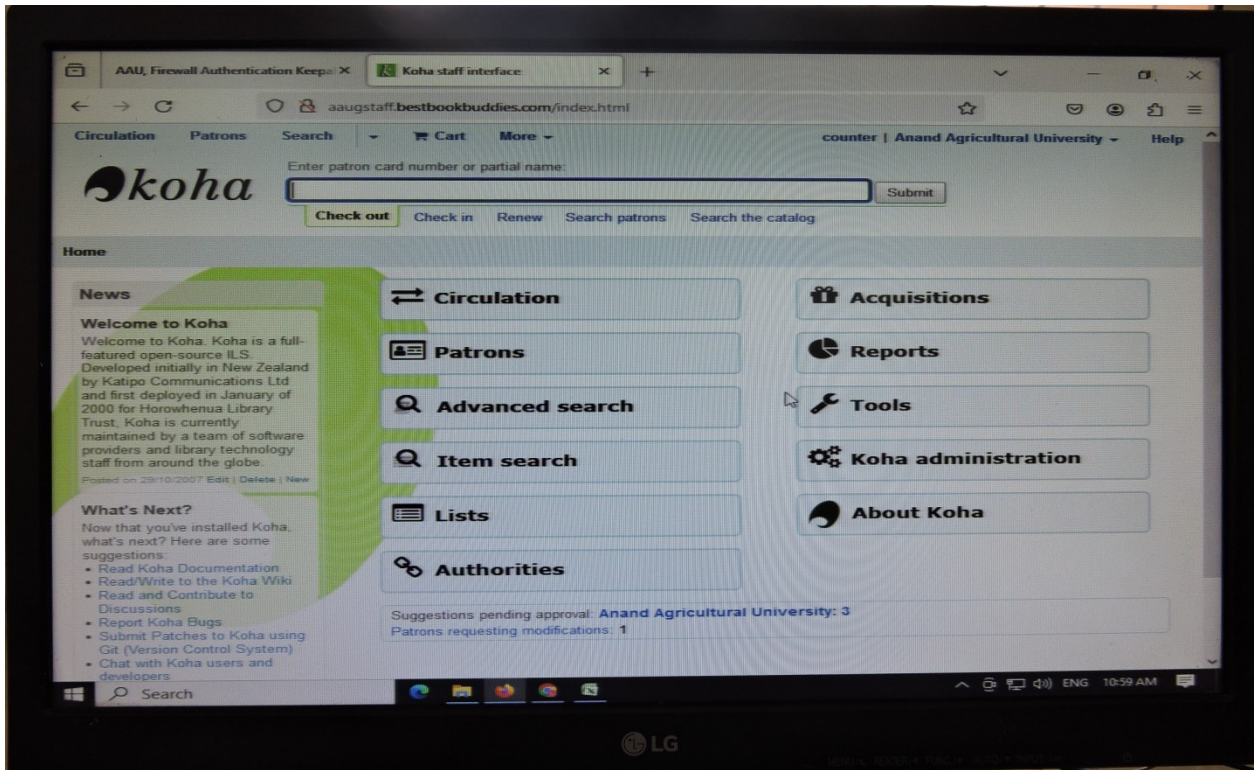 AAU, Firewall Authentication Keepa
Koha staff interface
aaugstaff.bestbookbuddies.com/index.html
Circulation Patrons Search Cart More counter | Anand Agricultural University Help
Enter patron card number or partial name:
koha
Submit
Check out Check in Renew Search patrons Search the catalog
Home
News
Welcome to Koha
Welcome to Koha. Koha is a full-
featured open-source ILS.
Developed initially in New Zealand
by Katipo Communications Ltd
and first deployed in January of
2000 for Horowhenua Library
Trust, Koha is currently
maintained by a team of software
providers and library technology
staff from around the globe.
Posted on 29/10/2007 Edit | Delete | New
What's Next?
Now that you've installed Koha,
what's next? Here are some
suggestions:
Read Koha Documentation
Read/Write to the Koha Wiki
Read and Contribute to
Discussions
Report Koha Bugs
Submit Patches to Koha using
Git (Version Control System)
Chat with Koha users and
developers
Circulation
Patrons
Advanced search
Item search
Lists
Authorities
Acquisitions
Reports
Tools
Koha administration
About Koha
Suggestions pending approval: Anand Agricultural University: 3
Patrons requesting modifications: 1
Search
ENG 10:59 AM
LG